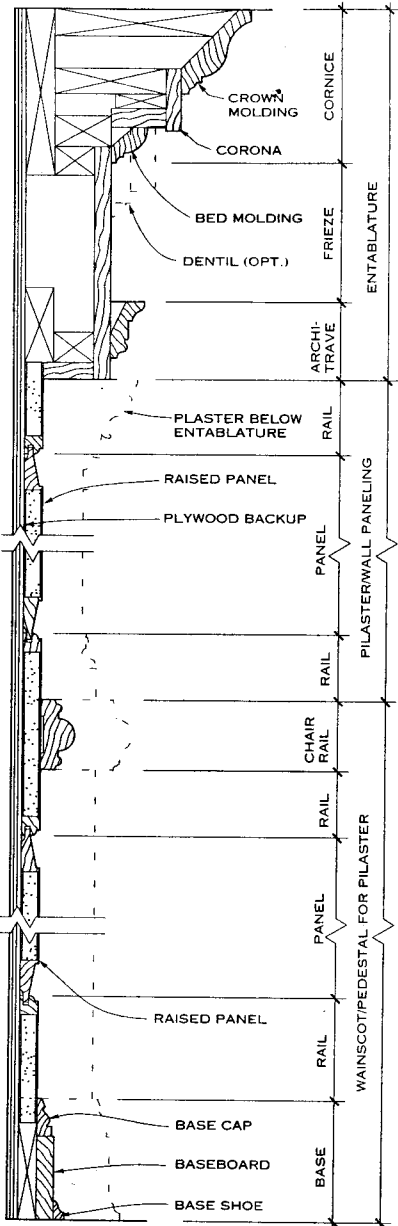 CROWN
MOLDING
CORONA
BED MOLDING
DENTIL (OPT.)
PLASTER BELOW
ENTABLATURE
RAISED PANEL
PLYWOOD BACKUP
RAISED PANEL
BASE CAP
BASEBOARD
BASE SHOE
CORNICE
FRIEZE
ARCHI-
TRAVE
RAIL
PANEL
RAIL
CHAIR
RAIL
RAIL
PANEL
RAIL
BASE
ENTABLATURE
PILASTER/WALL PANELING
WAINSCOT/PEDESTAL FOR PILASTER